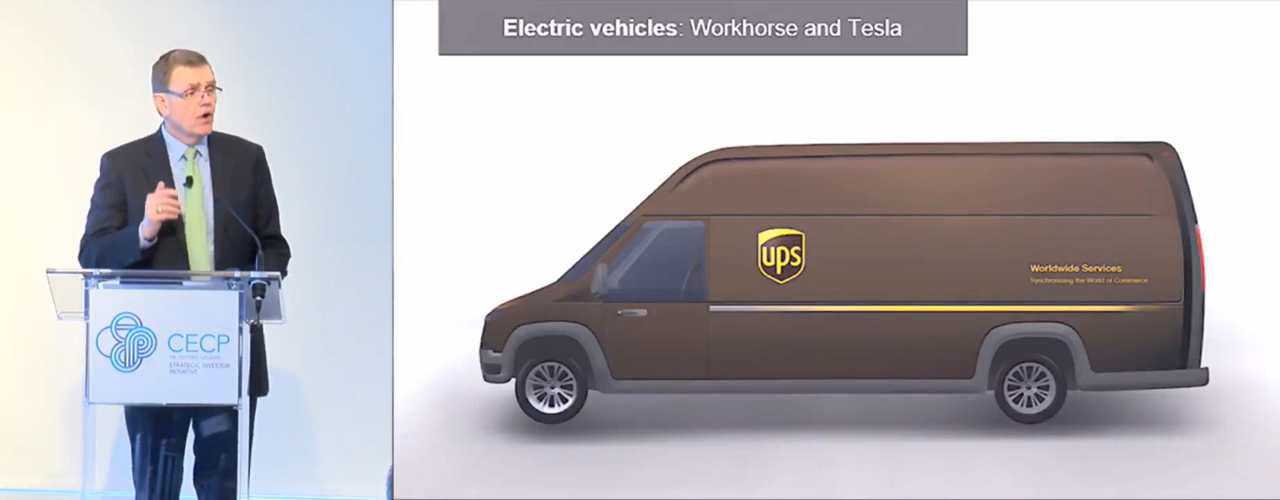 Electric vehicles: Workhorse and Tesla
CECP
STRATEGIC INVESTOR
INITIATIVE
ups
Worldwide Services
Synchronizing the World of Commerce